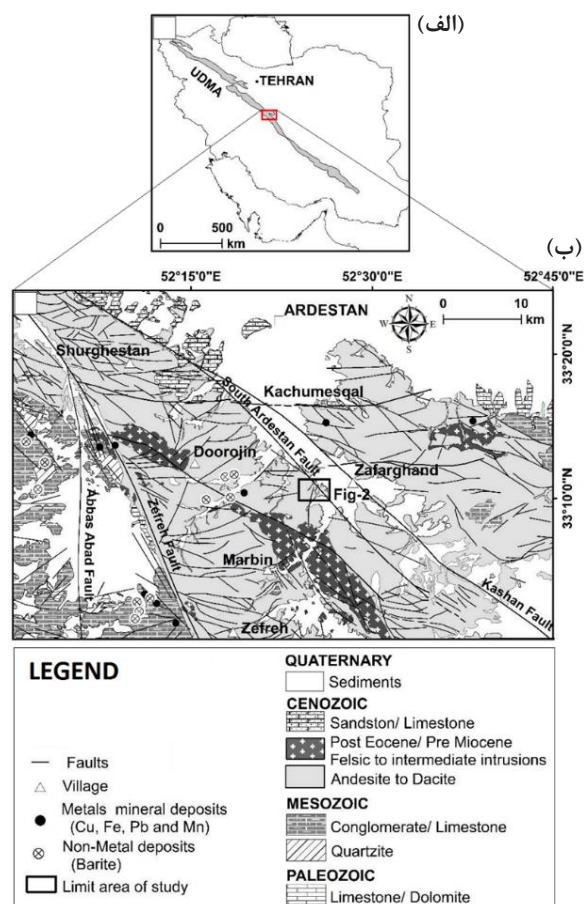 (الف)
UDMA
TEHRAN
0 500
km
(ب)
52°15'0"E 52°30'0"E 52°45'0"E
ARDESTAN
N
W E
S
0 10
km
33°20'0"N
Shurghestan
Kachumesqal
South Ardestan Fault
Doorojin
Zafarghand
Fig-2
33°10'0"N
Abbas Abad Fault
Zefreh Fault
Marbin
Kashan Fault
Zefreh
LEGEND
Faults
Village
Metals mineral deposits
(Cu, Fe, Pb and Mn)
Non-Metal deposits
(Barite)
Limit area of study
QUATERNARY
Sediments
CENOZOIC
Sandston/ Limestone
Post Eocene/ Pre Miocene
Felsic to intermediate intrusions
Andesite to Dacite
MESOZOIC
Conglomerate/ Limestone
Quartzite
PALEOZOIC
Limestone/ Dolomite